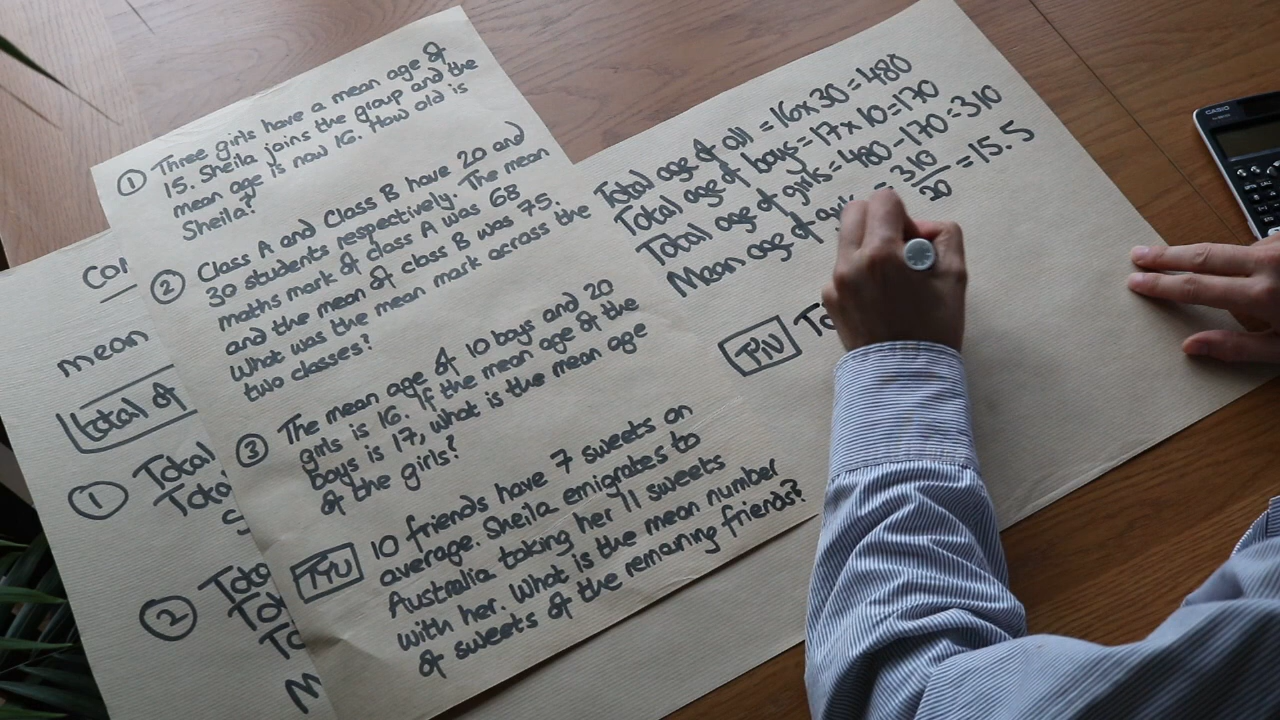 ① Three girls have a mean age of
15. Sheila joins the group and the
mean age is now 16. How old is
Sheila?
② Class A and Class B have 20 and
30 students respectively. The mean
maths mark of class A was 68
and the mean of class B was 75.
What was the mean mark across the
two classes?
③ The mean age of 10 boys and 20
girls is 16. If the mean age of the
boys is 17, what is the mean age
of the girls?
TYU 10 friends have 7 sweets on
average. Sheila emigrates to
Australia taking her 11 sweets
with her. What is the mean number
of sweets of the remaining friends?
mean
total of
① Total
②
Total age of all = 16x30 = 480
Total age of boys = 17x10 = 170
Total age of girls = 480-170 = 310
Mean age of = 310/20 = 15.5
TYU To
CASIO